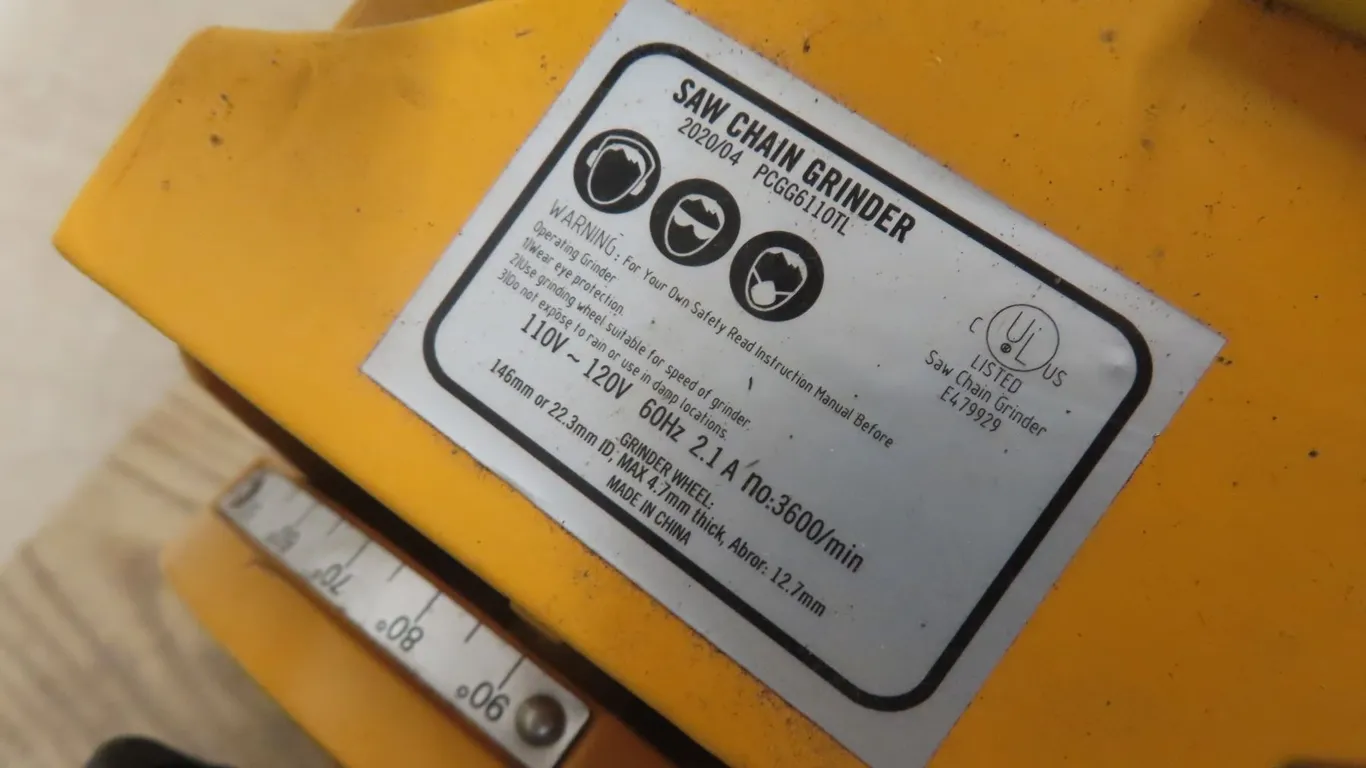 SAW CHAIN GRINDER
2020/04 PCGG6110TL
WARNING: For Your Own Safety Read Instruction Manual Before
Operating Grinder
1)Wear eye protection.
2)Use grinding wheel suitable for speed of grinder.
3)Do not expose to rain or use in damp locations.
110V ~ 120V 60Hz 2.1 A no:3600/min
GRINDER WHEEL:
146mm or 22.3mm ID, MAX 4.7mm thick, Abror: 12.7mm
MADE IN CHINA
C UL US
LISTED
Saw Chain Grinder
E479929
70°
80°
90°